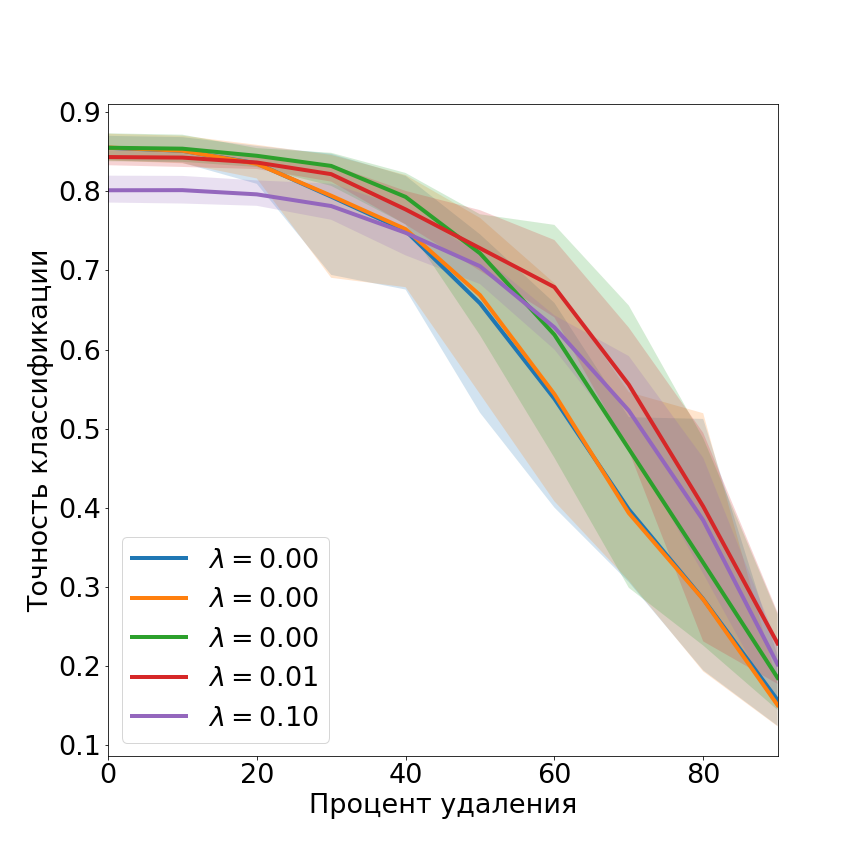 0.9
0.8
0.7
0.6
0.5
0.4
0.3
0.2
0.1
Точность классификации
λ = 0.00
λ = 0.00
λ = 0.00
λ = 0.01
λ = 0.10
0 20 40 60 80
Процент удаления